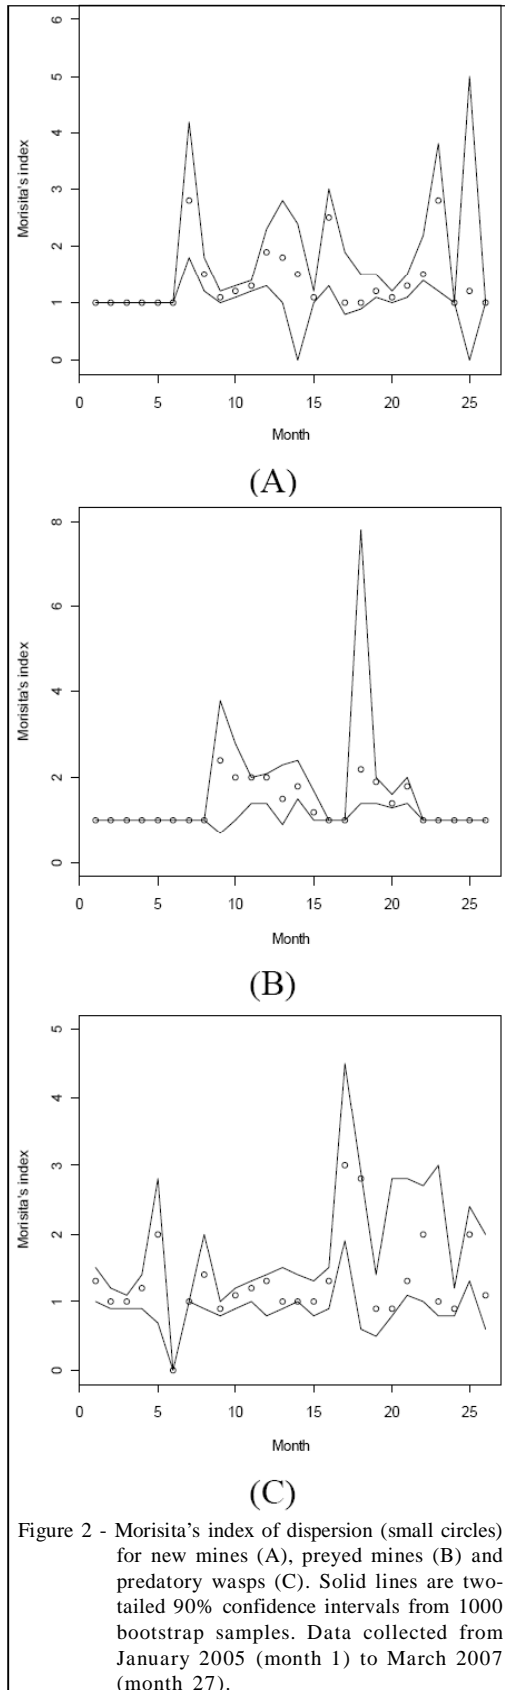 6
5
4
3
2
1
0
Morisita's index
0 5 10 15 20 25
Month
(A)
8
6
4
2
0
Morisita's index
0 5 10 15 20 25
Month
(B)
5
4
3
2
1
0
Morisita's index
0 5 10 15 20 25
Month
(C)
Figure 2 - Morisita's index of dispersion (small circles)
for new mines (A), preyed mines (B) and
predatory wasps (C). Solid lines are two-
tailed 90% confidence intervals from 1000
bootstrap samples. Data collected from
January 2005 (month 1) to March 2007
(month 27).